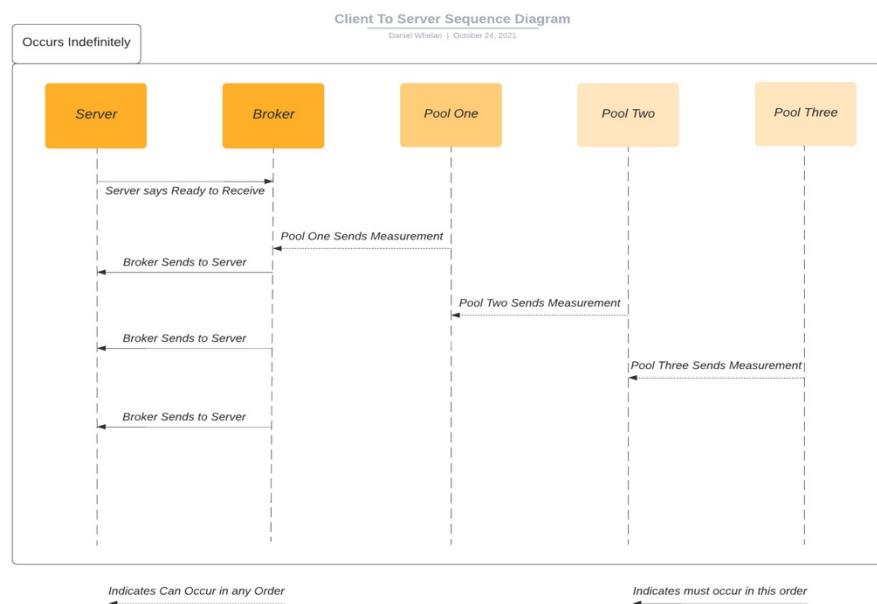 Client To Server Sequence Diagram
Daniel Whelan | October 24, 2021
Occurs Indefinitely
Server
Broker
Pool One
Pool Two
Pool Three
Server says Ready to Receive
Pool One Sends Measurement
Broker Sends to Server
Pool Two Sends Measurement
Broker Sends to Server
Pool Three Sends Measurement
Broker Sends to Server
Indicates Can Occur in any Order
Indicates must occur in this order